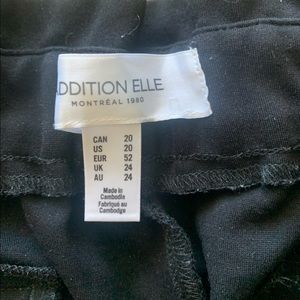 DDITION ELLE
MONTRÉAL 1980
CAN 20
US 20
EUR 52
UK 24
AU 24
Made in
Cambodia
Fabriqué au
Cambodge